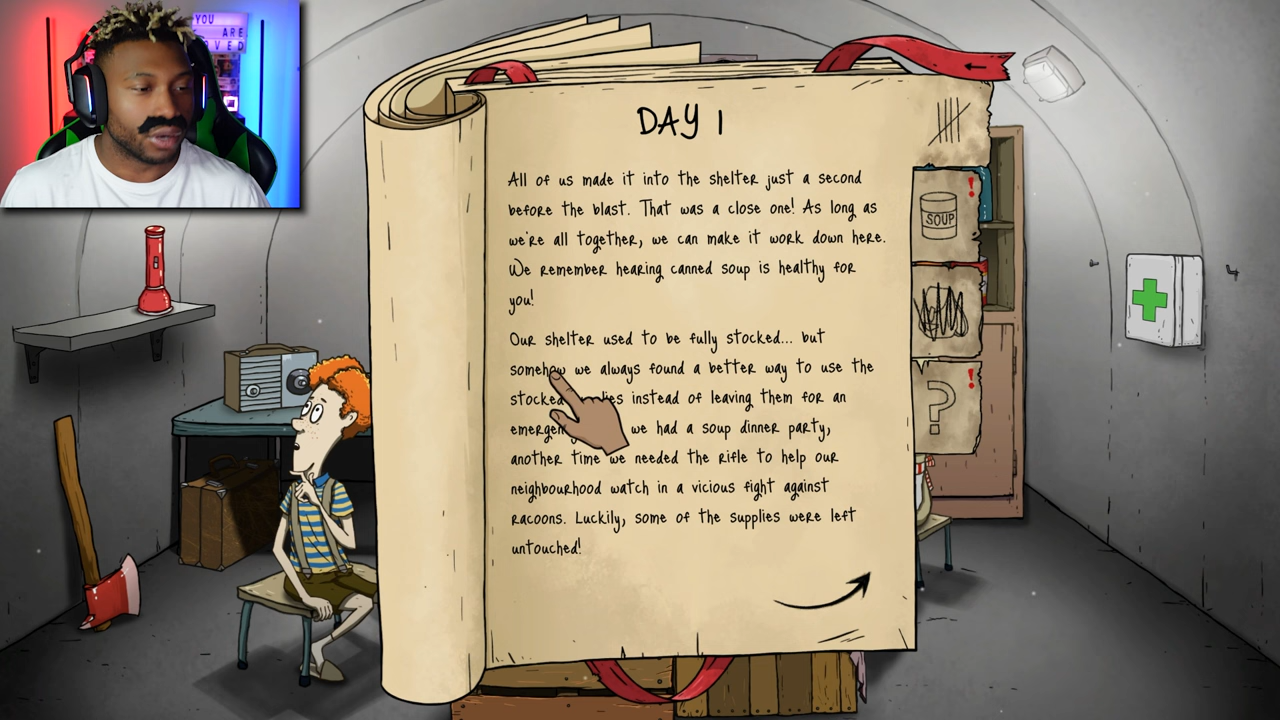 YOU
ARE
VED
DAY 1
All of us made it into the shelter just a second
before the blast. That was a close one! As long as
we're all together, we can make it work down here.
We remember hearing canned soup is healthy for
you!
Our shelter used to be fully stocked... but
somehow we always found a better way to use the
stocked instead of leaving them for an
we had a soup dinner party,
another time we needed the rifle to help our
neighbourhood watch in a vicious fight against
racoons. Luckily, some of the supplies were left
untouched!
SOUP
!
!
?